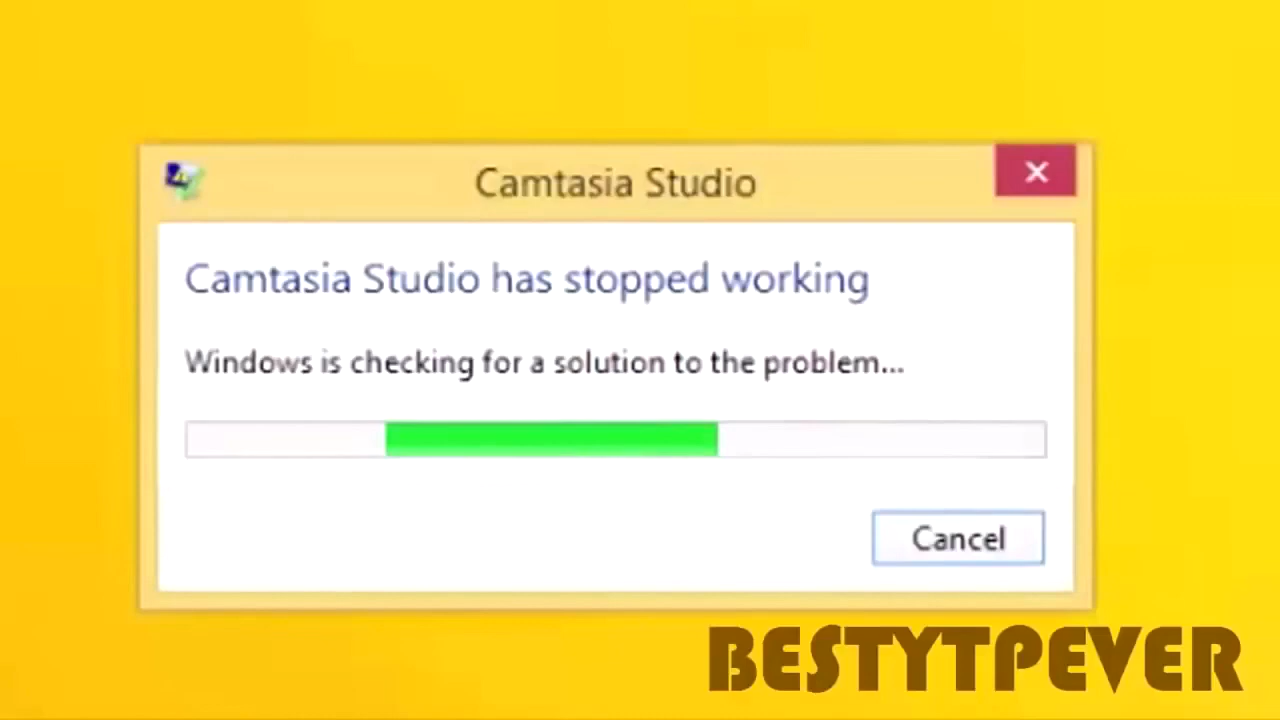 Camtasia Studio
Camtasia Studio has stopped working
Windows is checking for a solution to the problem...
Cancel
BESTYTPEVER